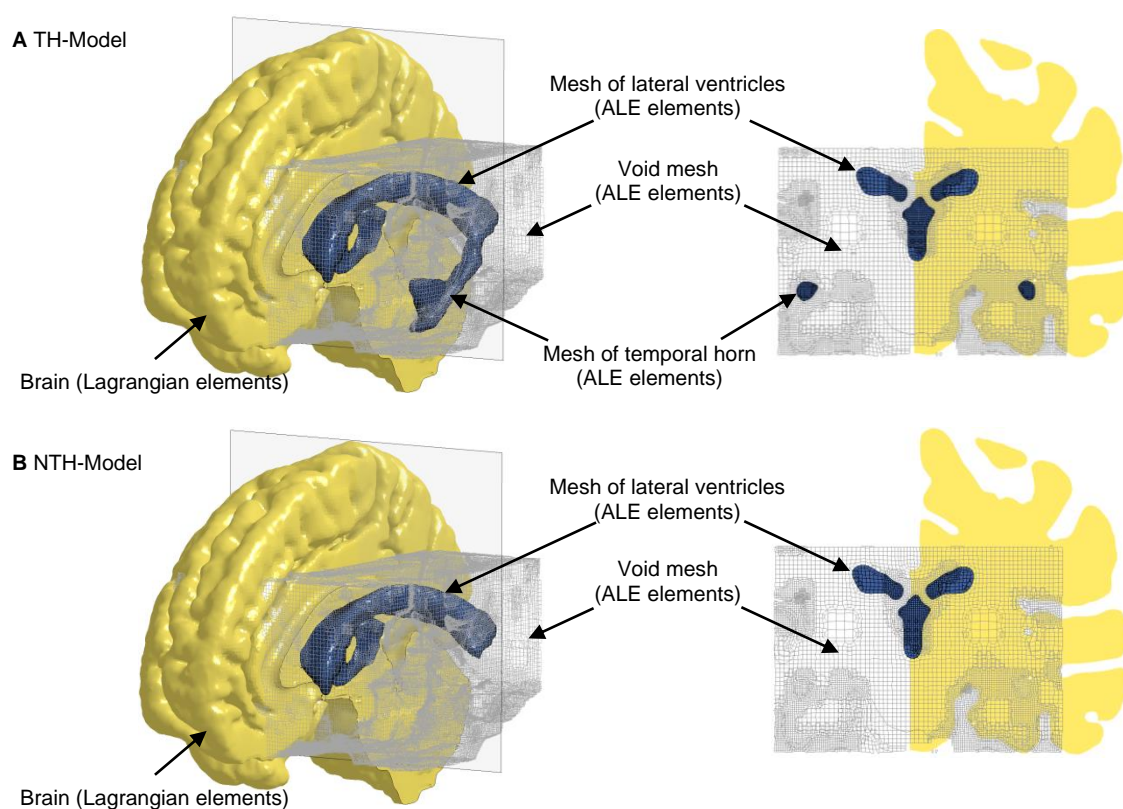 A TH-Model
Mesh of lateral ventricles
(ALE elements)
Void mesh
(ALE elements)
Mesh of temporal horn
(ALE elements)
Brain (Lagrangian elements)
B NTH-Model
Mesh of lateral ventricles
(ALE elements)
Void mesh
(ALE elements)
Brain (Lagrangian elements)